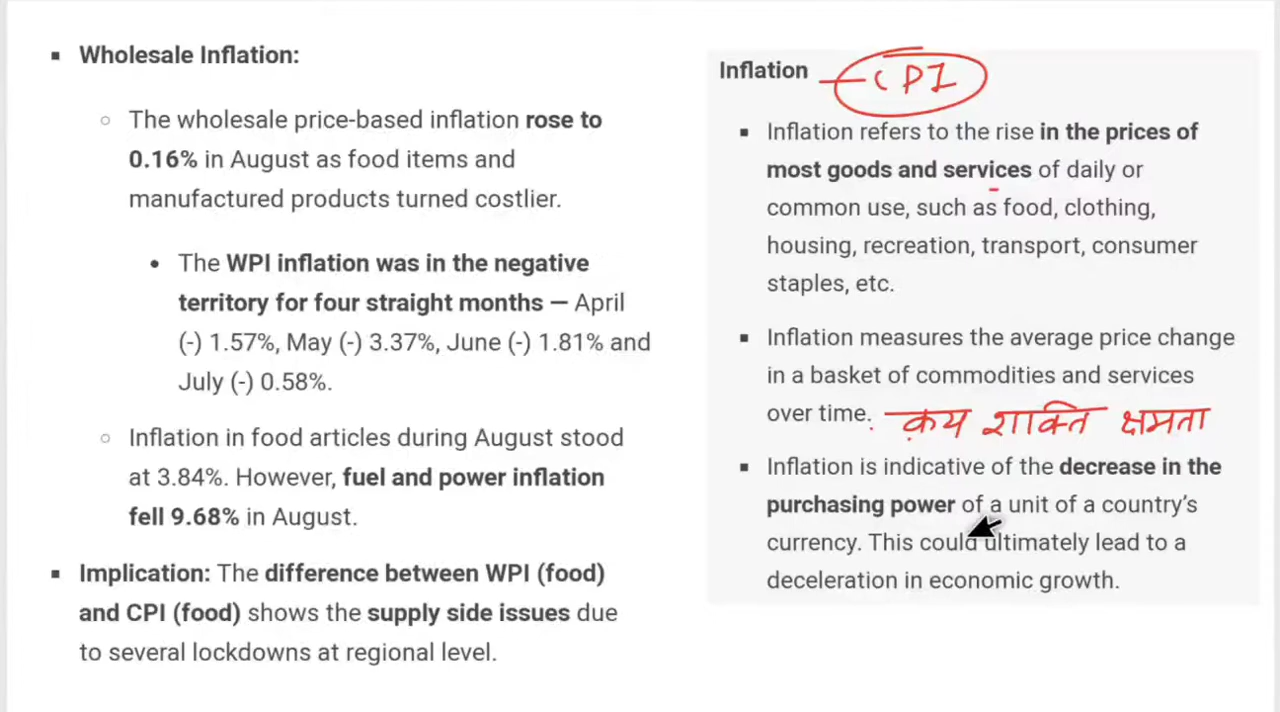 Wholesale Inflation:
The wholesale price-based inflation rose to
0.16% in August as food items and
manufactured products turned costlier.
The WPI inflation was in the negative
territory for four straight months — April
(-) 1.57%, May (-) 3.37%, June (-) 1.81% and
July (-) 0.58%.
Inflation in food articles during August stood
at 3.84%. However, fuel and power inflation
fell 9.68% in August.
Implication: The difference between WPI (food)
and CPI (food) shows the supply side issues due
to several lockdowns at regional level.
Inflation CPI
Inflation refers to the rise in the prices of
most goods and services of daily or
common use, such as food, clothing,
housing, recreation, transport, consumer
staples, etc.
Inflation measures the average price change
in a basket of commodities and services
over time. क्रय शक्ति क्षमता
Inflation is indicative of the decrease in the
purchasing power of a unit of a country's
currency. This could ultimately lead to a
deceleration in economic growth.